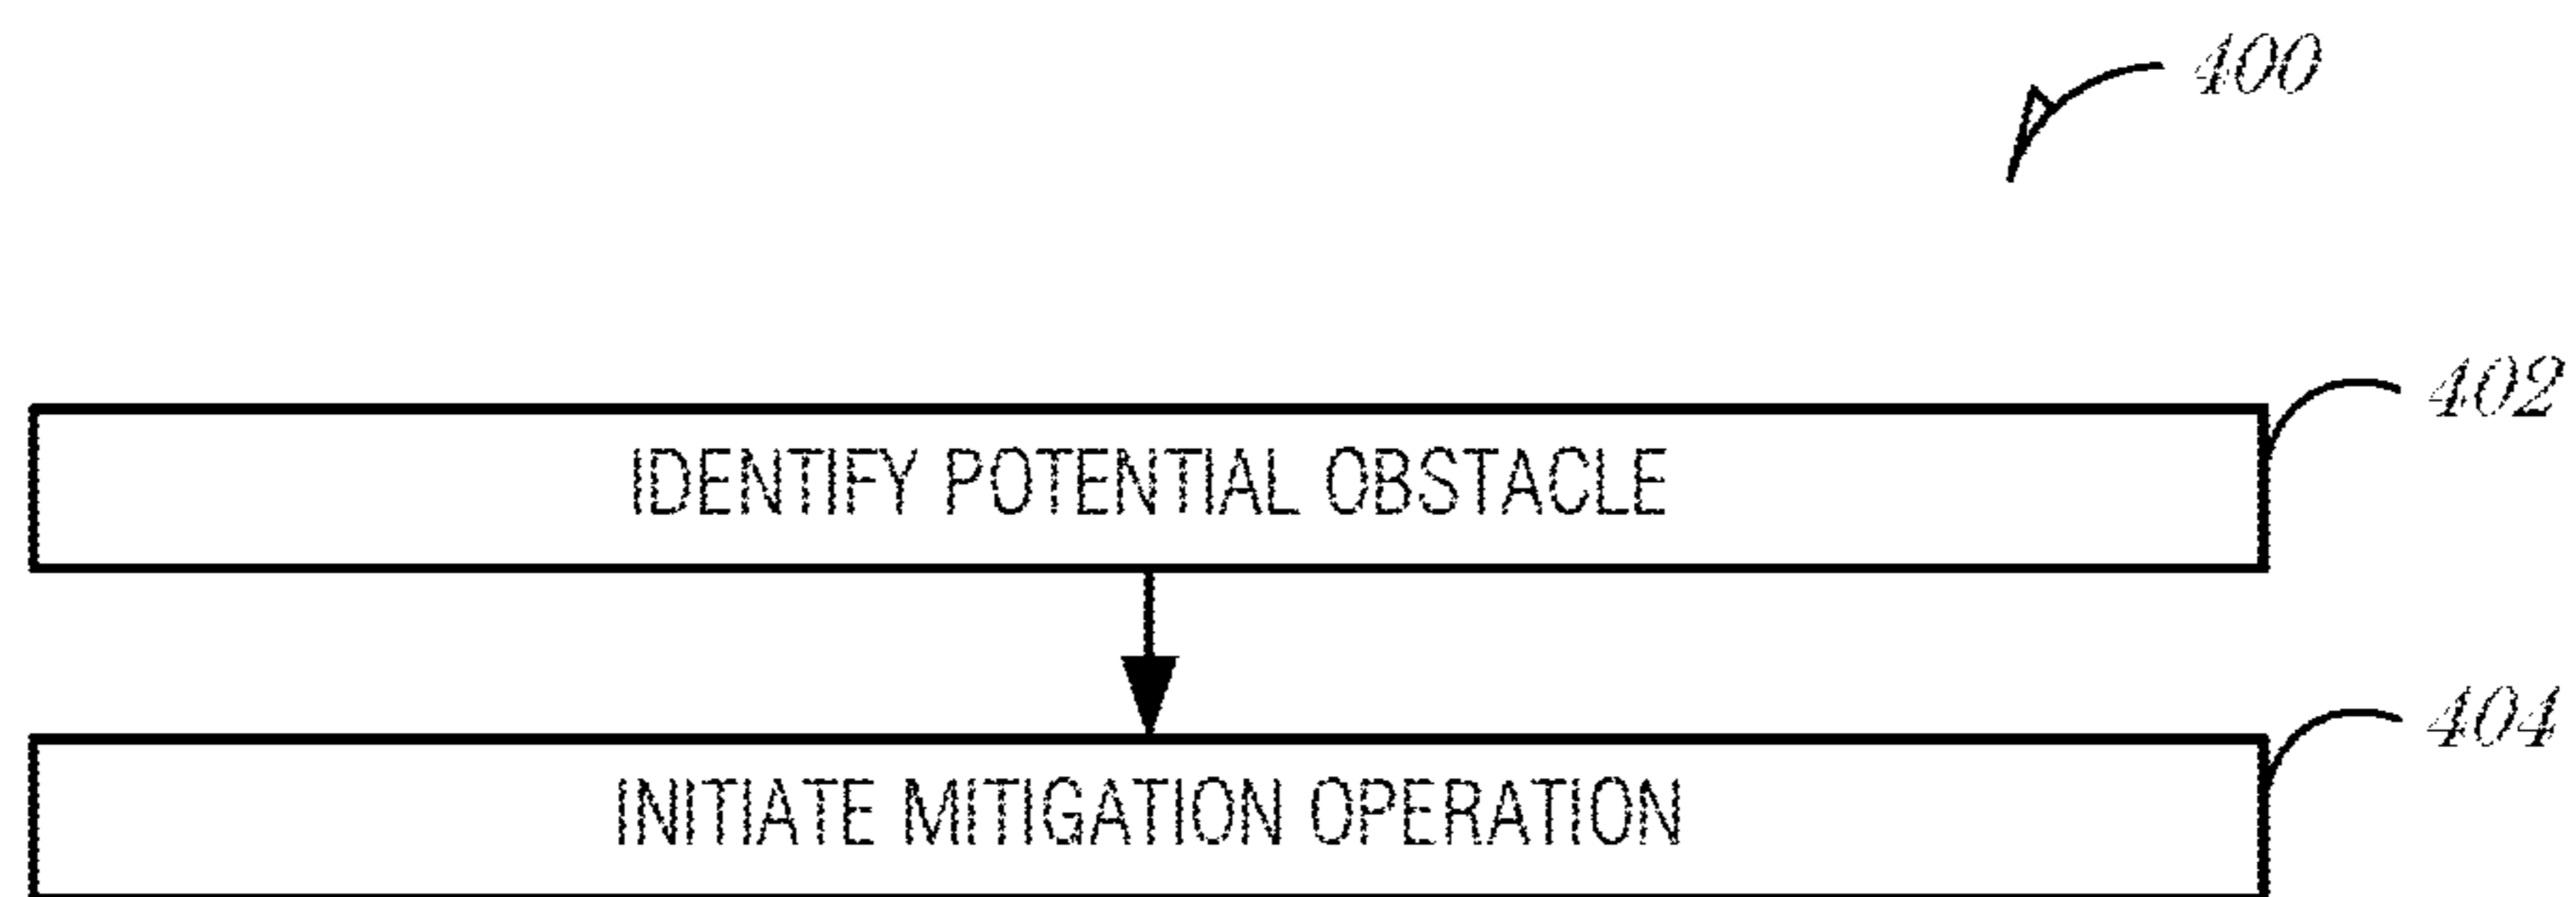 400
402
IDENTIFY POTENTIAL OBSTACLE
404
INITIATE MITIGATION OPERATION